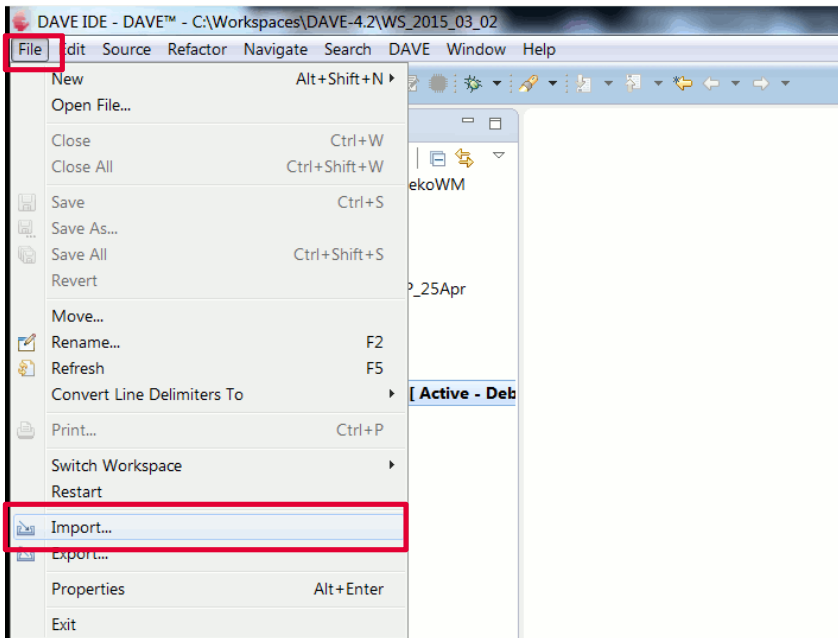 DAVE IDE - DAVE™ - C:\Workspaces\DAVE-4.2\WS_2015_03_02
File Edit Source Refactor Navigate Search DAVE Window Help
New Alt+Shift+N
Open File...
Close Ctrl+W
Close All Ctrl+Shift+W
ekoWM
Save Ctrl+S
Save As...
Save All Ctrl+Shift+S
Revert
P_25Apr
Move...
Rename... F2
Refresh F5
Convert Line Delimiters To
[ Active - Deb
Print... Ctrl+P
Switch Workspace
Restart
Import...
Export...
Properties Alt+Enter
Exit